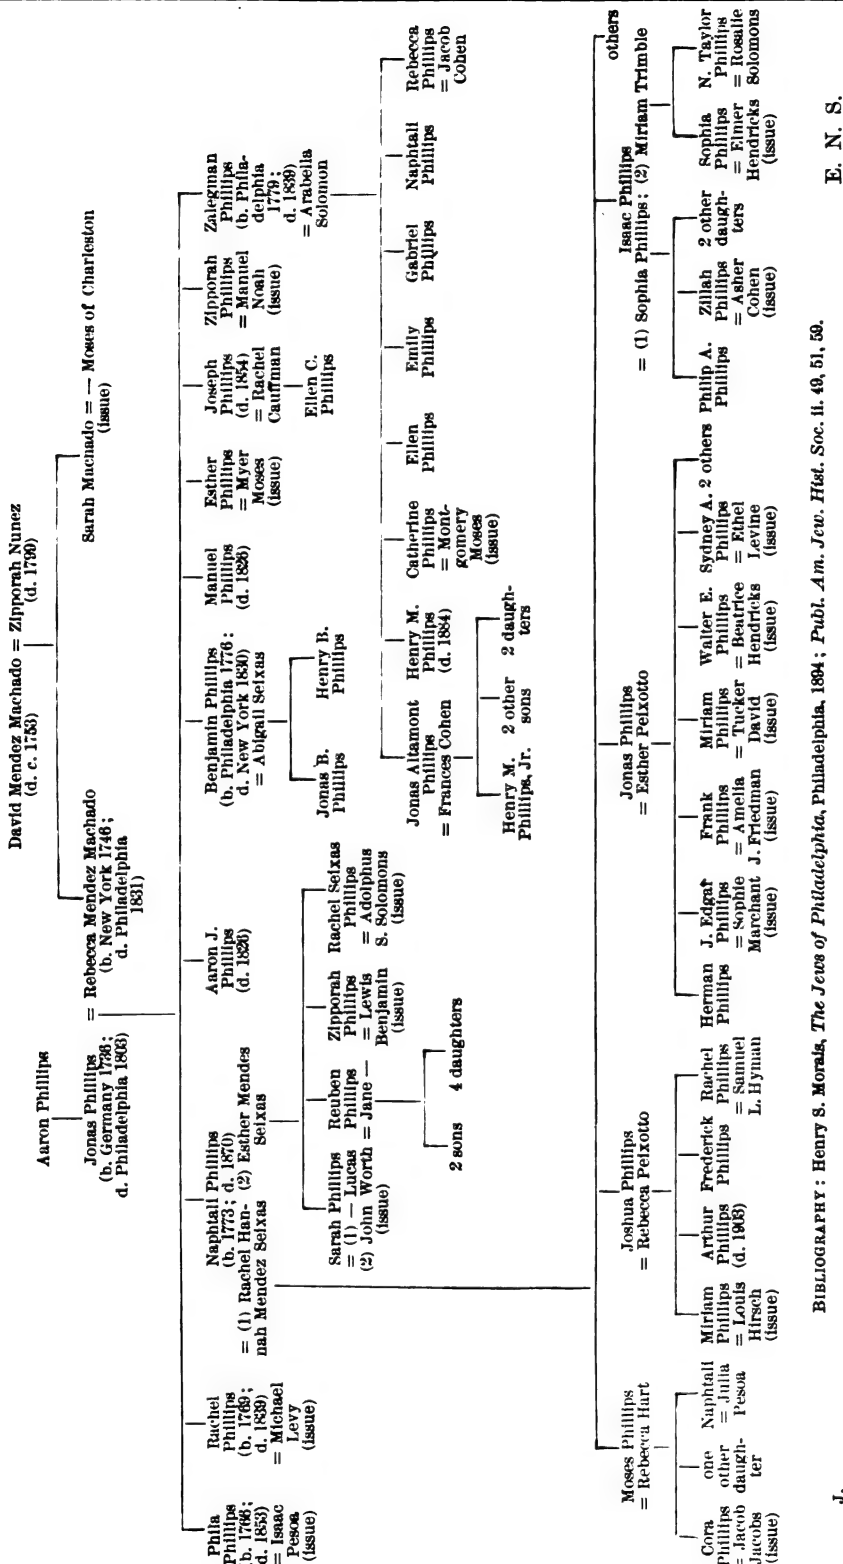 Aaron Phillips
David Mendez Machado = Zipporah Nunez
(d. c. 1753)
(d. 1799)
Jonas Phillips
(b. Germany 1736;
d. Philadelphia 1803)
= Rebecca Mendez Machado
(b. New York 1746;
d. Philadelphia
1831)
Sarah Machado = — Moses of Charleston
(issue)
Phila
Phillips
(b. 1766;
d. 1853)
= Isaac
Pesoa
(issue)
Rachel
Phillips
(b. 1769;
d. 1839)
= Michael
Levy
(issue)
Naphtali Phillips
(b. 1773; d. 1870)
= (1) Rachel Han-
nah Mendez Seixas
(2) Esther Mendes
Seixas
Aaron J.
Phillips
(d. 1826)
Benjamin Phillips
(b. Philadelphia 1776;
d. New York 1830)
= Abigail Seixas
Manuel
Phillips
(d. 1826)
Esther
Phillips
= Myer
Moses
(issue)
Joseph
Phillips
(d. 1854)
= Rachel
Cauffman
Zipporah
Phillips
= Manuel
Noah
(issue)
Zalegman
Phillips
(b. Phila-
delphia
1779;
d. 1839)
= Arabella
Solomon
Sarah Phillips
= (1) — Lucas
(2) John Worth
(issue)
Reuben
Phillips
= Jane —
Zipporah
Phillips
= Lewis
Benjamin
(issue)
Rachel Seixas
Phillips
= Adolphus
S. Solomons
(issue)
Jonas B.
Phillips
Henry B.
Phillips
Ellen C.
Phillips
2 sons
4 daughters
Jonas Altamont
Phillips
= Frances Cohen
Henry M.
Phillips
(d. 1884)
Catherine
Phillips
= Mont-
gomery
Moses
(issue)
Ellen
Phillips
Emily
Phillips
Gabriel
Phillips
Naphtali
Phillips
Rebecca
Phillips
= Jacob
Cohen
Henry M.
Phillips, Jr.
2 other
sons
2 daugh-
ters
Moses Phillips
= Rebecca Hart
Joshua Phillips
= Rebecca Peixotto
Jonas Phillips
= Esther Peixotto
Isaac Phillips
= (1) Sophia Phillips; (2) Miriam Trimble
others
Cora
Phillips
= Jacob
Jacobs
(issue)
one
other
daugh-
ter
Naphtali
= Julia
Pesoa
Miriam
Phillips
= Louis
Hirsch
(issue)
Arthur
Phillips
(d. 1903)
Frederick
Phillips
Rachel
Phillips
= Samuel
L. Hyman
Herman
Phillips
J. Edgar
Phillips
= Sophie
Marchant
(issue)
Frank
Phillips
= Amelia
J. Friedman
(issue)
Miriam
Phillips
= Tucker
David
(issue)
Walter E.
Phillips
= Beatrice
Hendricks
(issue)
Sydney A.
Phillips
= Ethel
Levine
(issue)
2 others
Philip A.
Phillips
Zillah
Phillips
= Asher
Cohen
(issue)
2 other
daugh-
ters
Sophia
Phillips
= Elmer
Hendricks
(issue)
N. Taylor
Phillips
= Rosalie
Solomons
BIBLIOGRAPHY: Henry S. Morais, The Jews of Philadelphia, Philadelphia, 1894; Publ. Am. Jew. Hist. Soc. ii. 49, 51, 59.
J.
E. N. S.